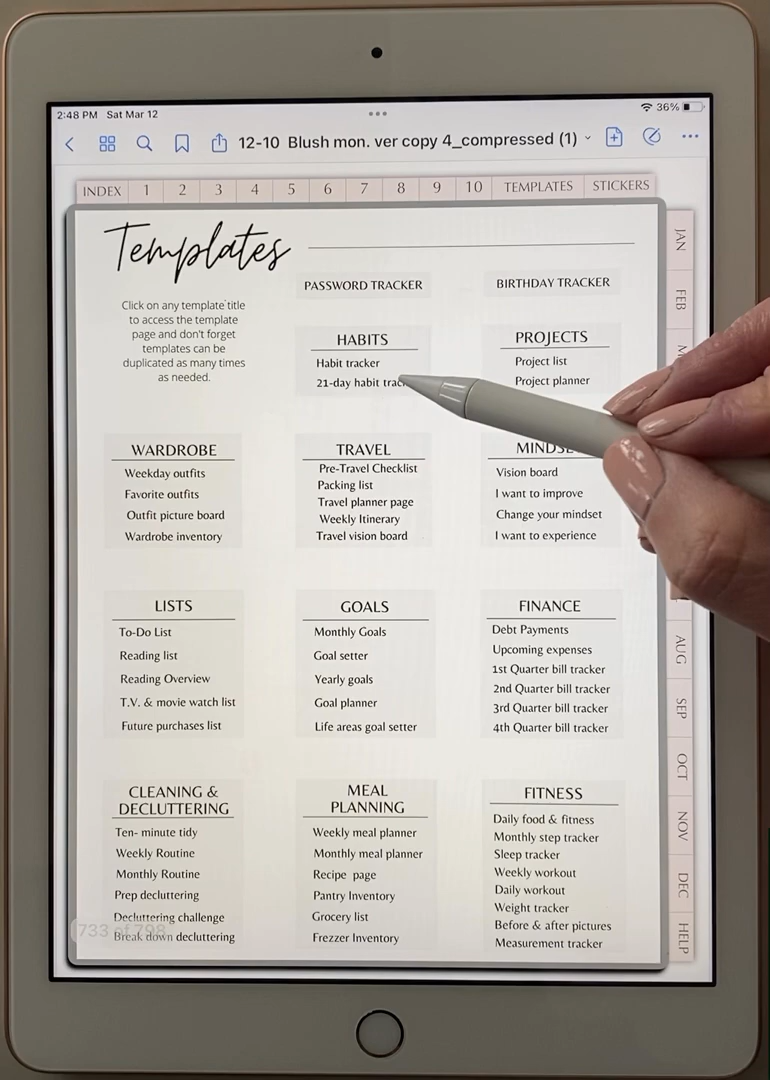 2:48 PM Sat Mar 12
36%
12-10 Blush mon. ver copy 4_compressed (1)
INDEX 1 2 3 4 5 6 7 8 9 10 TEMPLATES STICKERS
Templates
Click on any template title
to access the template
page and don't forget
templates can be
duplicated as many times
as needed.
PASSWORD TRACKER
BIRTHDAY TRACKER
HABITS
Habit tracker
21-day habit
PROJECTS
Project list
Project planner
WARDROBE
Weekday outfits
Favorite outfits
Outfit picture board
Wardrobe inventory
TRAVEL
Pre-Travel Checklist
Packing list
Travel planner page
Weekly Itinerary
Travel vision board
Vision board
I want to improve
Change your mindset
I want to experience
LISTS
To-Do List
Reading list
Reading Overview
T.V. & movie watch list
Future purchases list
GOALS
Monthly Goals
Goal setter
Yearly goals
Goal planner
Life areas goal setter
FINANCE
Debt Payments
Upcoming expenses
1st Quarter bill tracker
2nd Quarter bill tracker
3rd Quarter bill tracker
4th Quarter bill tracker
CLEANING &
DECLUTTERING
Ten- minute tidy
Weekly Routine
Monthly Routine
Prep decluttering
Decluttering challenge
Break down decluttering
733 of 798
MEAL
PLANNING
Weekly meal planner
Monthly meal planner
Recipe page
Pantry Inventory
Grocery list
Frezzer Inventory
FITNESS
Daily food & fitness
Monthly step tracker
Sleep tracker
Weekly workout
Daily workout
Weight tracker
Before & after pictures
Measurement tracker
JAN
FEB
AUG
SEP
OCT
NOV
DEC
HELP